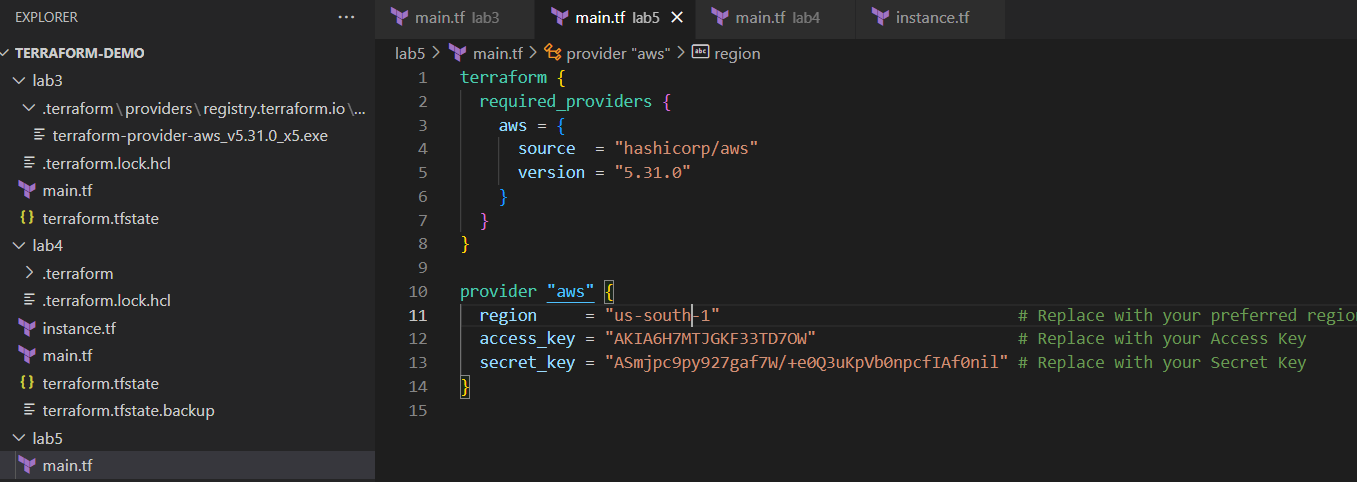 EXPLORER
TERRAFORM-DEMO
lab3
.terraform\providers\registry.terraform.io\...
terraform-provider-aws_v5.31.0_x5.exe
.terraform.lock.hcl
main.tf
terraform.tfstate
lab4
.terraform
.terraform.lock.hcl
instance.tf
main.tf
terraform.tfstate
terraform.tfstate.backup
lab5
main.tf
main.tf lab3
main.tf lab5
main.tf lab4
instance.tf
lab5 > main.tf > provider "aws" > region
1 terraform {
2 required_providers {
3 aws = {
4 source = "hashicorp/aws"
5 version = "5.31.0"
6 }
7 }
8 }
9
10 provider "aws" {
11 region = "us-south-1" # Replace with your preferred region
12 access_key = "AKIA6H7MTJGKF33TD7OW" # Replace with your Access Key
13 secret_key = "ASmjpc9py927gaf7W/+e0Q3uKpVb0npcfIAf0nil" # Replace with your Secret Key
14 }
15